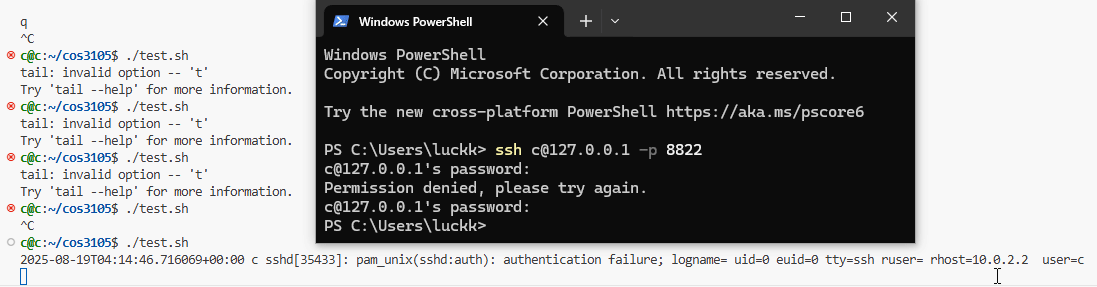 q
^C
c@c:~/cos3105$ ./test.sh
tail: invalid option -- 't'
Try 'tail --help' for more information.
c@c:~/cos3105$ ./test.sh
tail: invalid option -- 't'
Try 'tail --help' for more information.
c@c:~/cos3105$ ./test.sh
tail: invalid option -- 't'
Try 'tail --help' for more information.
c@c:~/cos3105$ ./test.sh
^C
c@c:~/cos3105$ ./test.sh
2025-08-19T04:14:46.716069+00:00 c sshd[35433]: pam_unix(sshd:auth): authentication failure; logname= uid=0 euid=0 tty=ssh ruser= rhost=10.0.2.2  user=c
Windows PowerShell
Windows PowerShell
Copyright (C) Microsoft Corporation. All rights reserved.
Try the new cross-platform PowerShell https://aka.ms/pscore6
PS C:\Users\luckk> ssh c@127.0.0.1 -p 8822
c@127.0.0.1's password:
Permission denied, please try again.
c@127.0.0.1's password:
PS C:\Users\luckk>